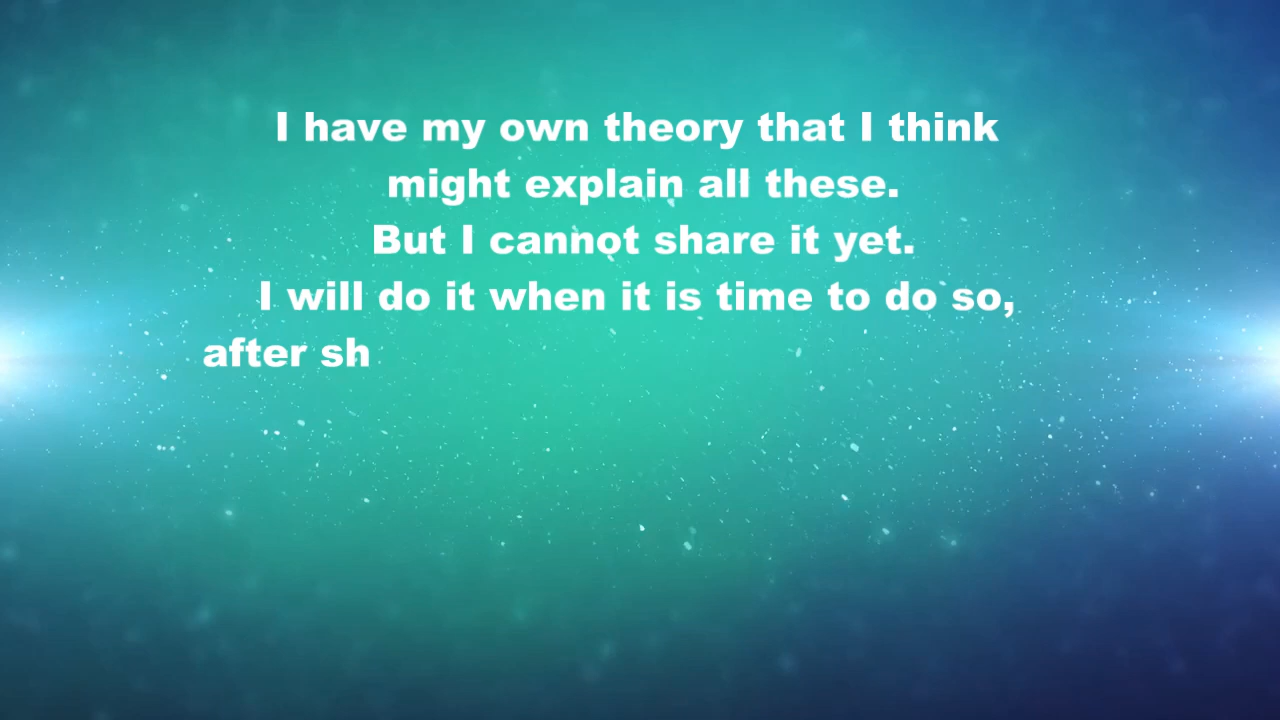 I have my own theory that I think
might explain all these.
But I cannot share it yet.
I will do it when it is time to do so,
after sh